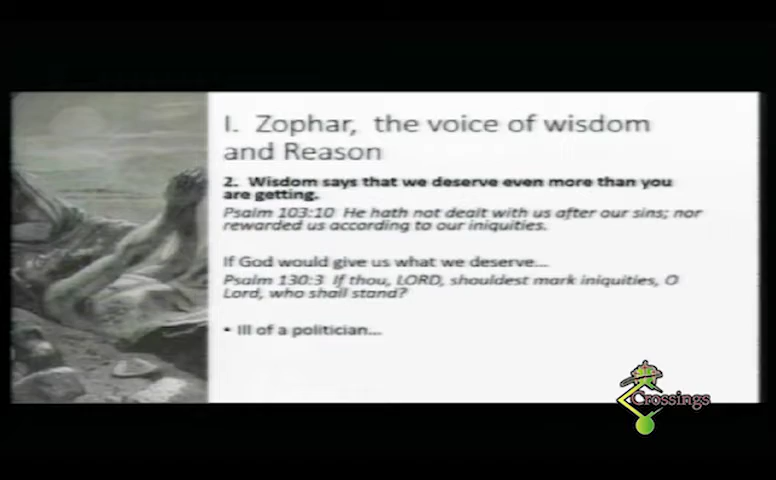 I. Zophar, the voice of wisdom
and Reason
2. Wisdom says that we deserve even more than you
are getting.
Psalm 103:10 He hath not dealt with us after our sins; nor
rewarded us according to our iniquities.
If God would give us what we deserve...
Psalm 130:3 If thou, LORD, shouldest mark iniquities, O
Lord, who shall stand?
• Ill of a politician...
Crossings